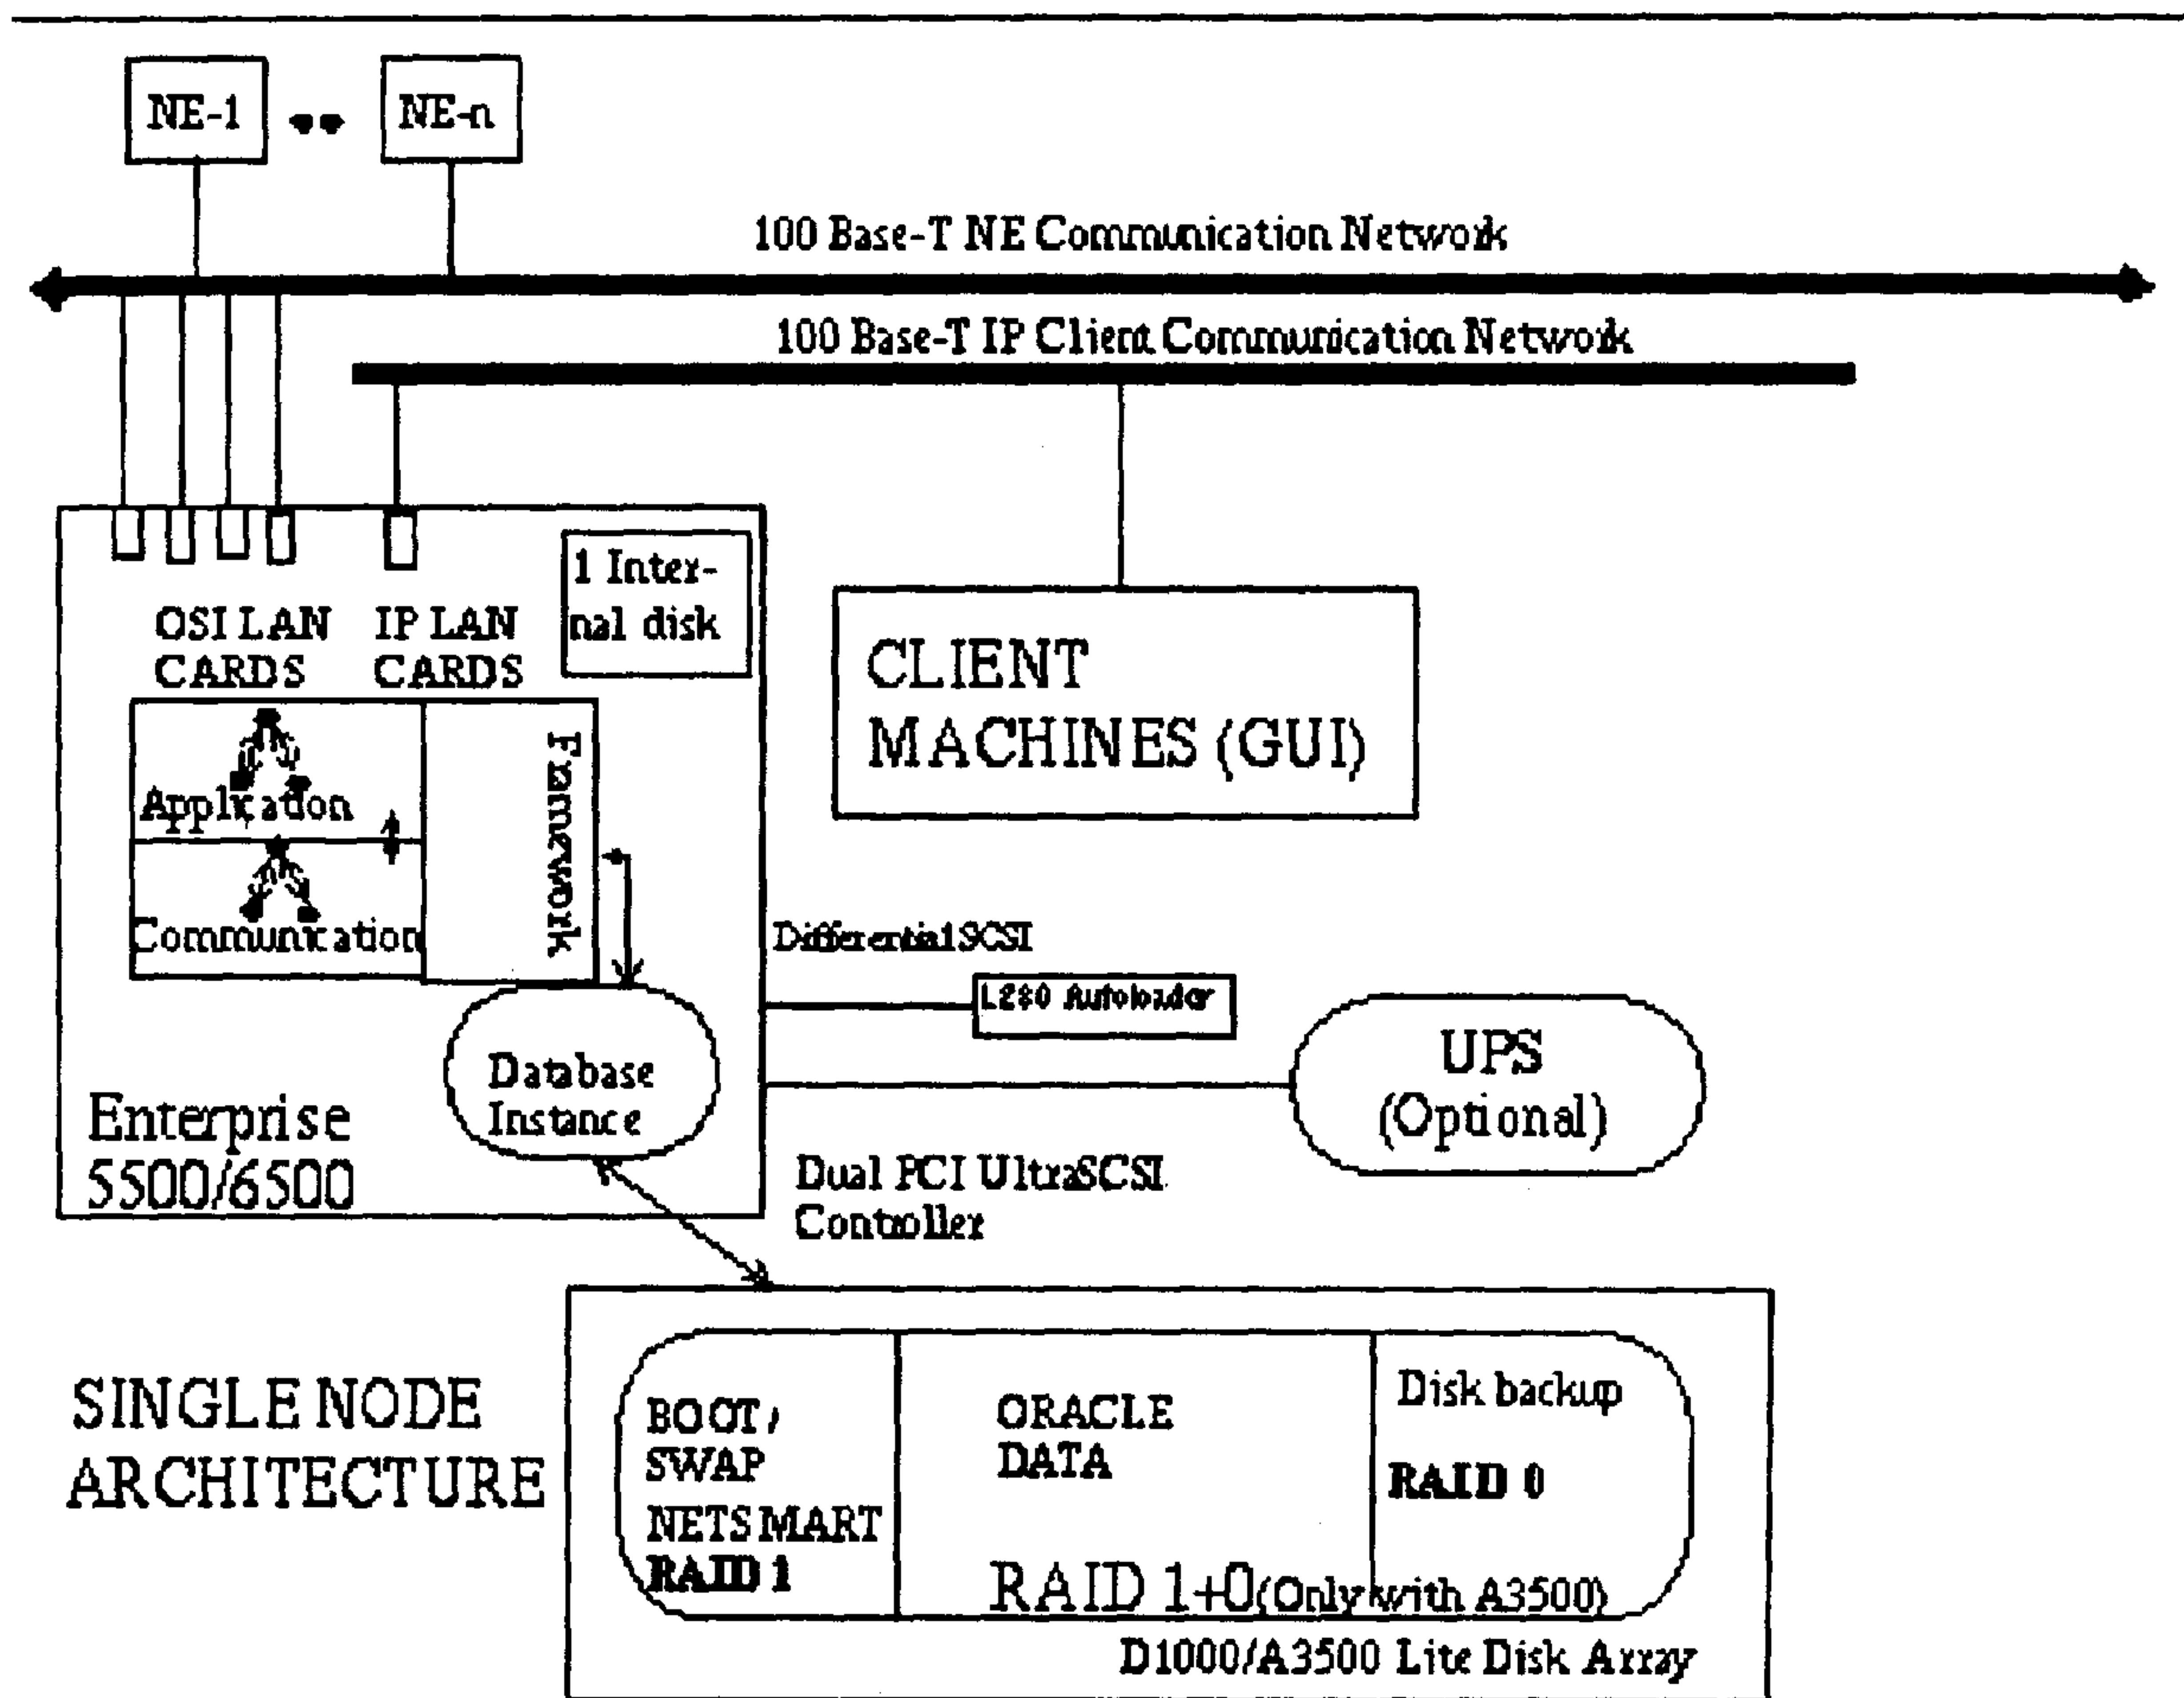 NE-1
NE-n
100 Base-T NE Communication Network
100 Base-T IP Client Communication Network
1 Inter-
nal disk
OSI LAN
CARDS
IP LAN
CARDS
CLIENT
MACHINES (GUI)
Application
Framework
Communication
Differential SCSI
L280 Autoloader
UPS
(Optional)
Database
Instance
Enterprise
5500/6500
Dual PCI UltraSCSI
Controller
SINGLE NODE
ARCHITECTURE
BOOT/
SWAP
NETSMART
RAID 1
ORACLE
DATA
RAID 1+0 (Only with A3500)
Disk backup
RAID 0
D1000/A3500 Lite Disk Array